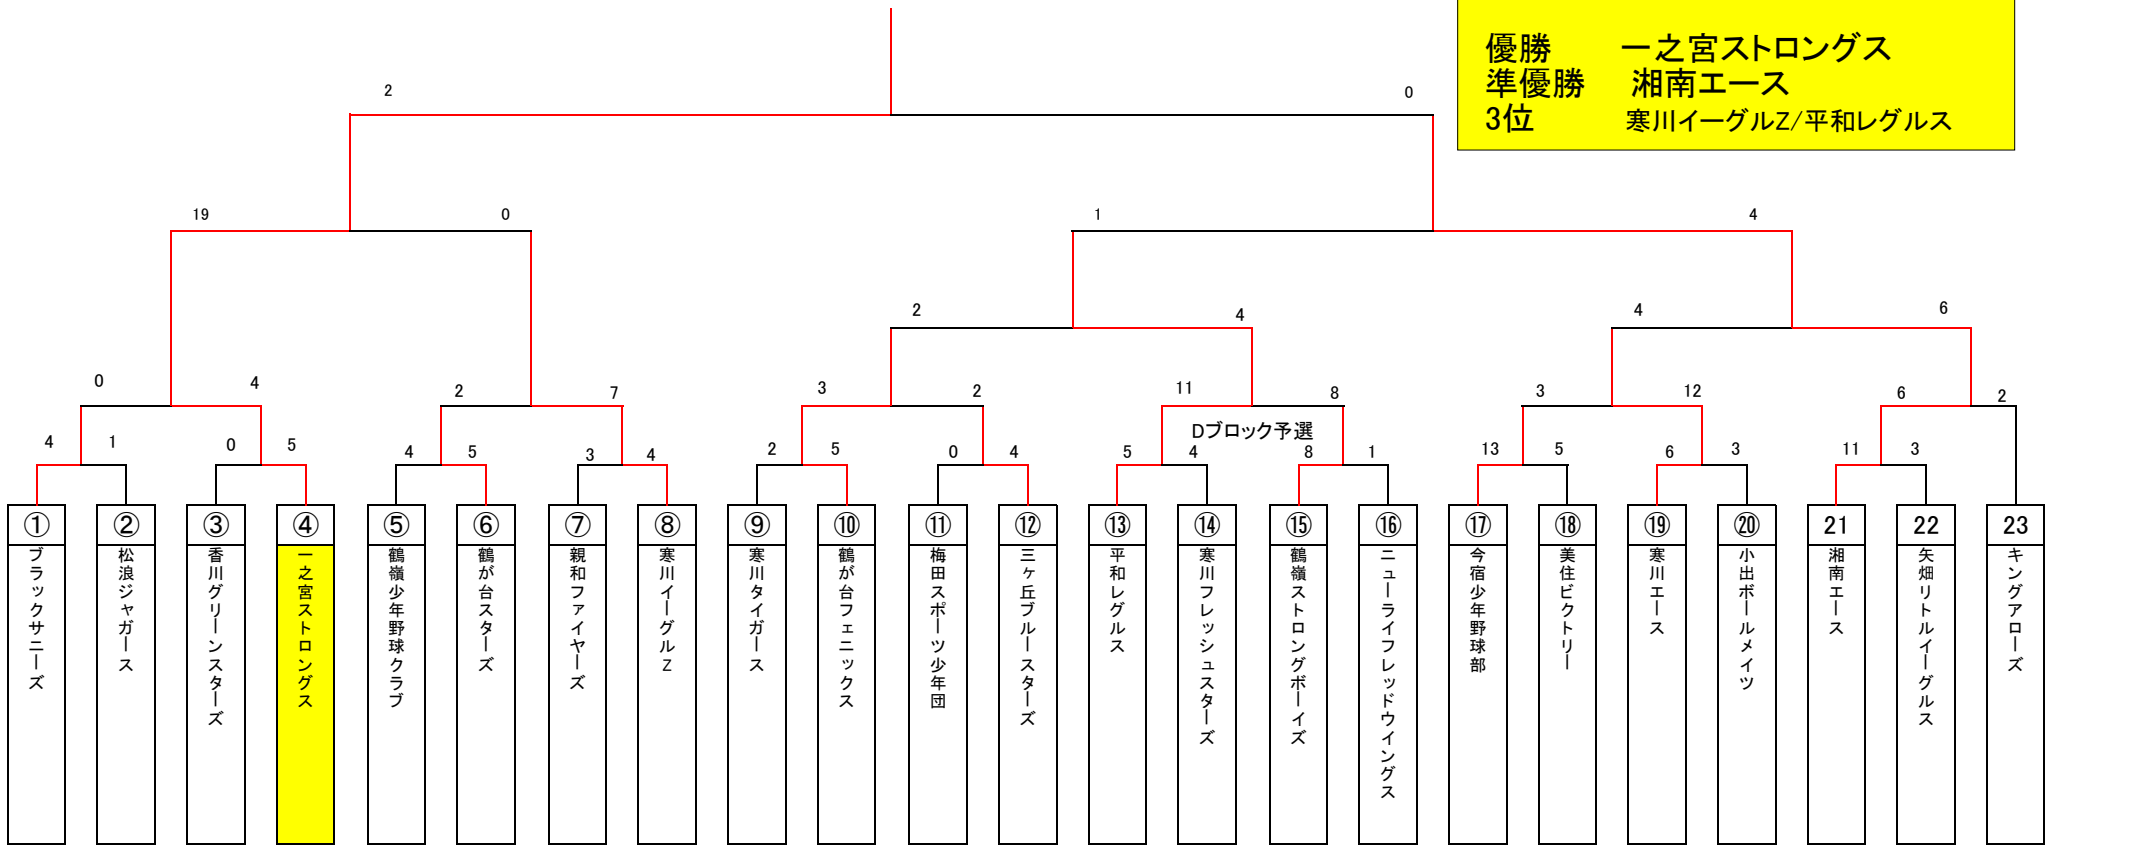 優勝 一之宮ストロングス
準優勝 湘南エース
3位 寒川イーグルZ/平和レグルス
2 0
19 0 1 4
2 4 4 6
0 4 2 7 3 2 11 8 3 12 6 2
Dブロック予選
4 1 0 5 4 5 3 4 2 5 0 4 5 4 8 1 13 5 6 3 11 3
① ② ③ ④ ⑤ ⑥ ⑦ ⑧ ⑨ ⑩ ⑪ ⑫ ⑬ ⑭ ⑮ ⑯ ⑰ ⑱ ⑲ ⑳ 21 22 23
ブラックサニーズ
松浪ジャガース
香川グリーンスターズ
一之宮ストロングス
鶴嶺少年野球クラブ
鶴が台スターズ
親和ファイヤーズ
寒川イーグルZ
寒川タイガース
鶴が台フェニックス
梅田スポーツ少年団
三ヶ丘ブルースターズ
平和レグルス
寒川フレッシュスターズ
鶴嶺ストロングボーイズ
ニューライフレッドウイングス
今宿少年野球部
美住ビクトリー
寒川エース
小出ボールメイツ
湘南エース
矢畑リトルイーグルス
キングアローズ